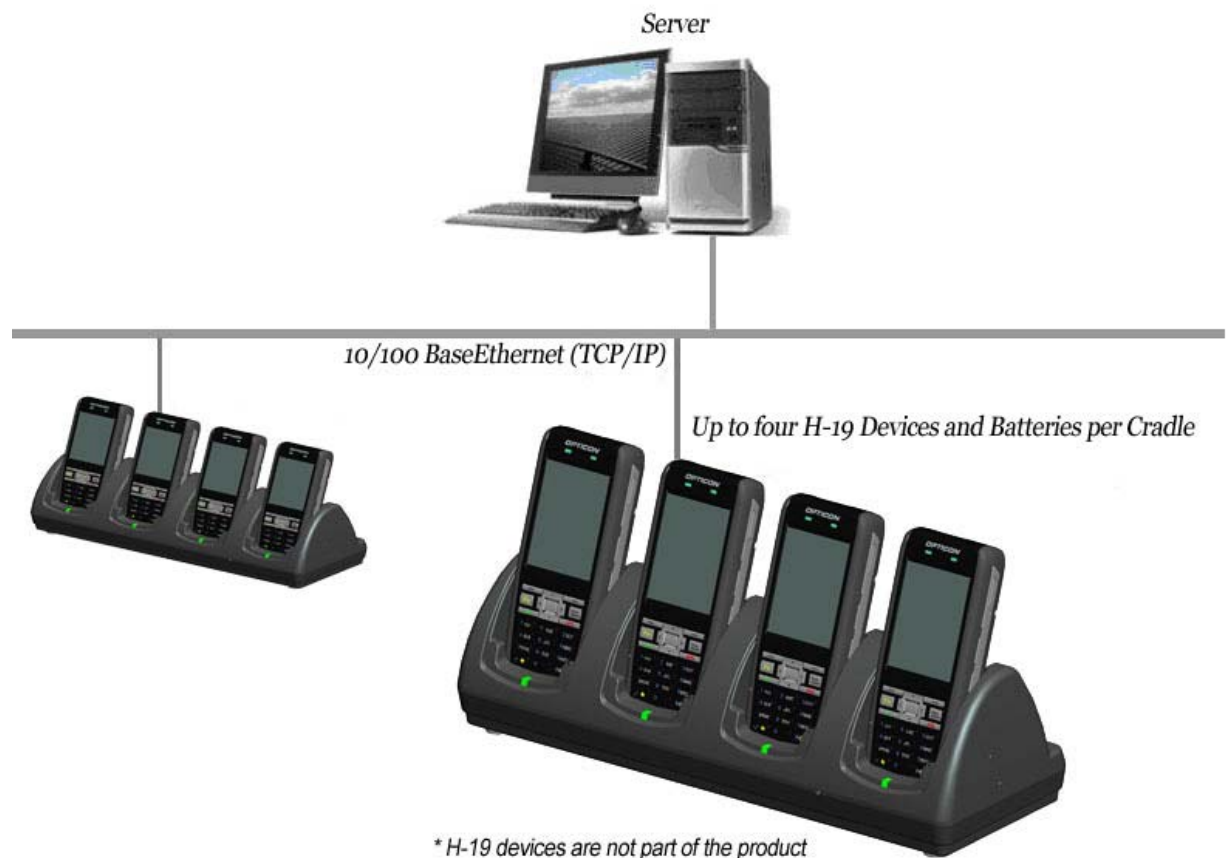 Server
10/100 BaseEthernet (TCP/IP)
Up to four H-19 Devices and Batteries per Cradle
OPTICON
OPTICON
OPTICON
OPTICON
* H-19 devices are not part of the product